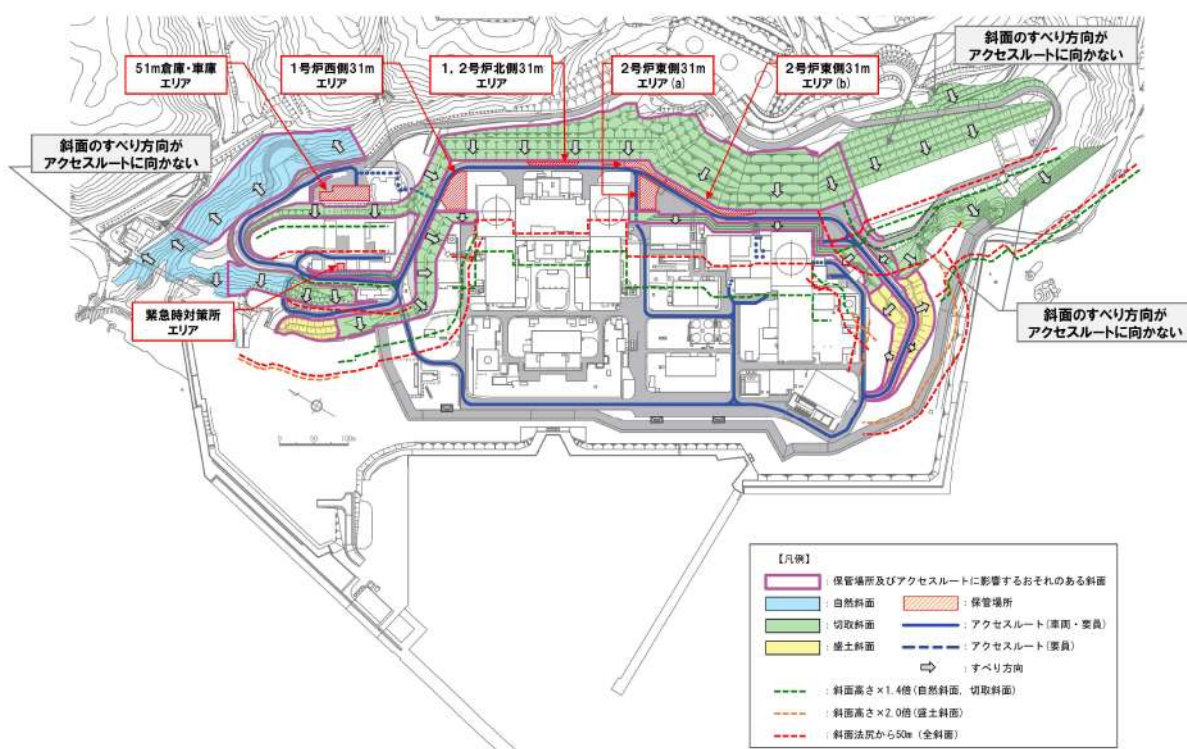 斜面のすべり方向が
アクセスルートに向かない
51m倉庫・車庫
エリア
1号炉西側31m
エリア
1，2号炉北側31m
エリア
2号炉東側31m
エリア(a)
2号炉東側31m
エリア(b)
斜面のすべり方向が
アクセスルートに向かない
緊急時対策所
エリア
斜面のすべり方向が
アクセスルートに向かない
0 50 100m
【凡例】
：保管場所及びアクセスルートに影響するおそれのある斜面
：自然斜面
：保管場所
：切取斜面
：アクセスルート(車両・要員)
：盛土斜面
：アクセスルート(要員)
：すべり方向
：斜面高さ×1.4倍(自然斜面，切取斜面)
：斜面高さ×2.0倍(盛土斜面)
：斜面法尻から50m（全斜面）